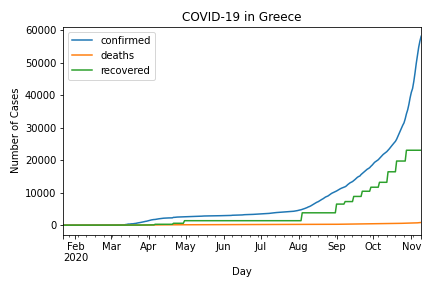 COVID-19 in Greece
60000
50000
40000
30000
20000
10000
0
Number of Cases
confirmed
deaths
recovered
Feb Mar Apr May Jun Jul Aug Sep Oct Nov
2020
Day